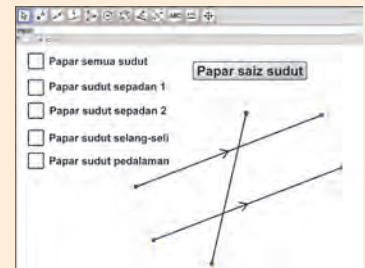 ABC
Papar semua sudut
Papar saiz sudut
Papar sudut sepadan 1
Papar sudut sepadan 2
Papar sudut selang-seli
Papar sudut pedalaman